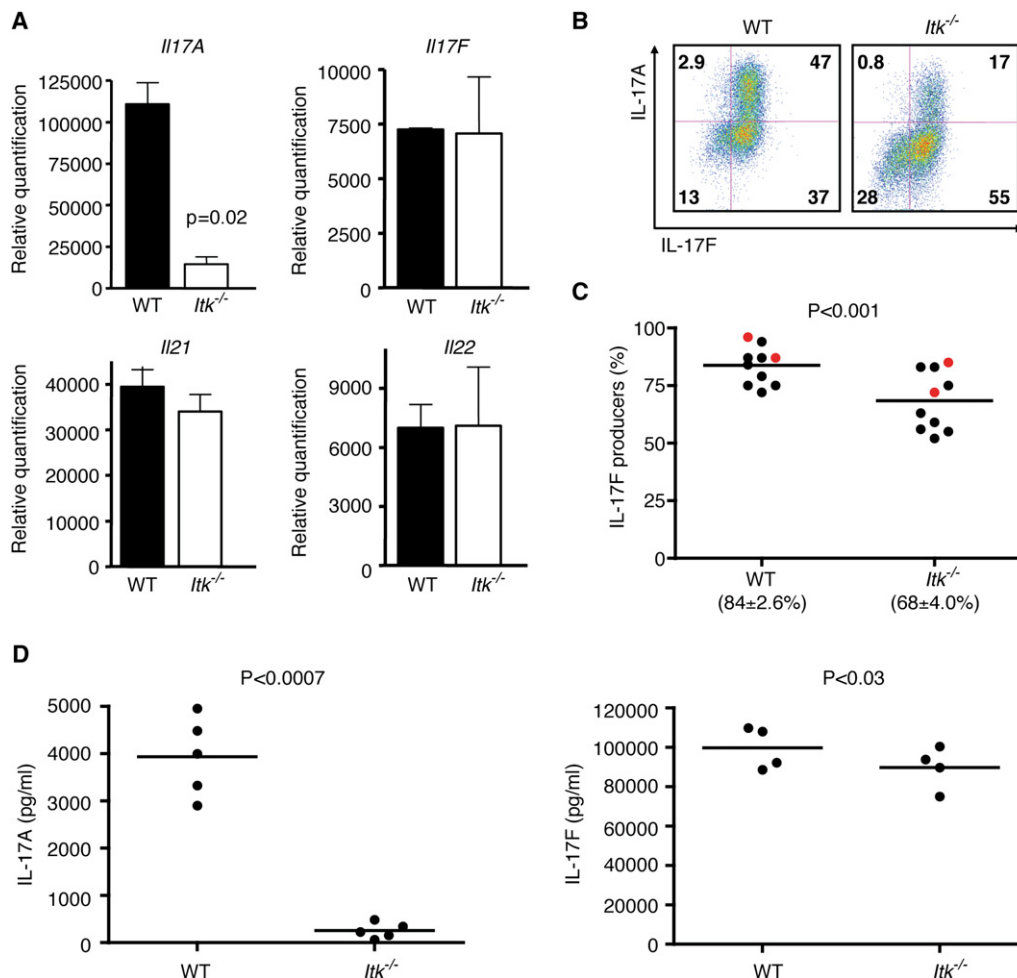 A
Il17A
Relative quantification
125000
100000
75000
50000
25000
0
p=0.02
WT
Itk-/-
Il17F
Relative quantification
10000
7500
5000
2500
0
WT
Itk-/-
Il21
Relative quantification
40000
30000
20000
10000
0
WT
Itk-/-
Il22
Relative quantification
9000
6000
3000
0
WT
Itk-/-
B
WT
Itk-/-
IL-17A
2.9
47
13
37
0.8
17
28
55
IL-17F
C
P<0.001
IL-17F producers (%)
100
75
50
25
0
WT
(84±2.6%)
Itk-/-
(68±4.0%)
D
P<0.0007
IL-17A (pg/ml)
5000
4000
3000
2000
1000
0
WT
Itk-/-
P<0.03
IL-17F (pg/ml)
120000
100000
80000
60000
40000
20000
0
WT
Itk-/-